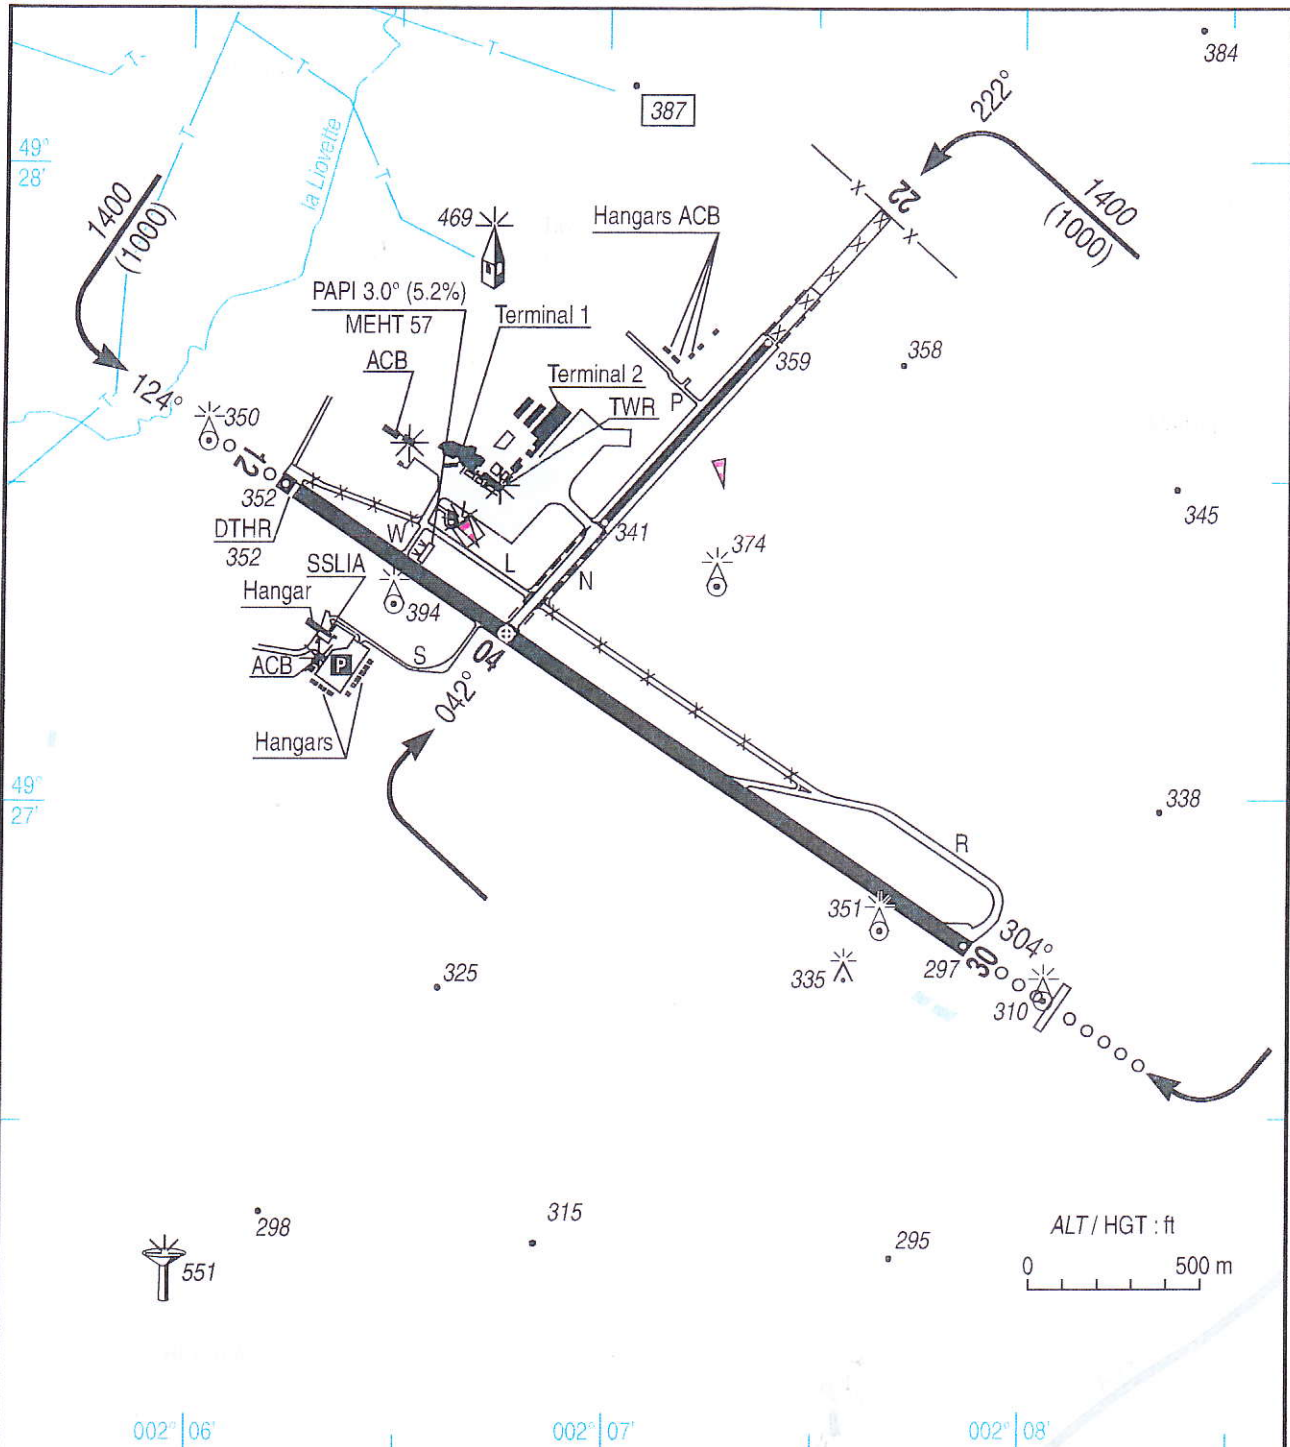 384
387
222°
49°
28'
la Liovette
T
T
T
T
T
T
T
T
1400
(1000)
22
1400
(1000)
469
Hangars ACB
PAPI 3.0° (5.2%)
MEHT 57
Terminal 1
359
358
ACB
Terminal 2
TWR
P
124°
350
12
352
DTHR
352
W
341
345
374
SSLIA
L
N
Hangar
394
ACB
P
S
04
042°
Hangars
49°
27'
338
R
351
304°
297
30
335
310
325
298
315
295
551
ALT / HGT : ft
0
500 m
002° 06'
002° 07'
002° 08'